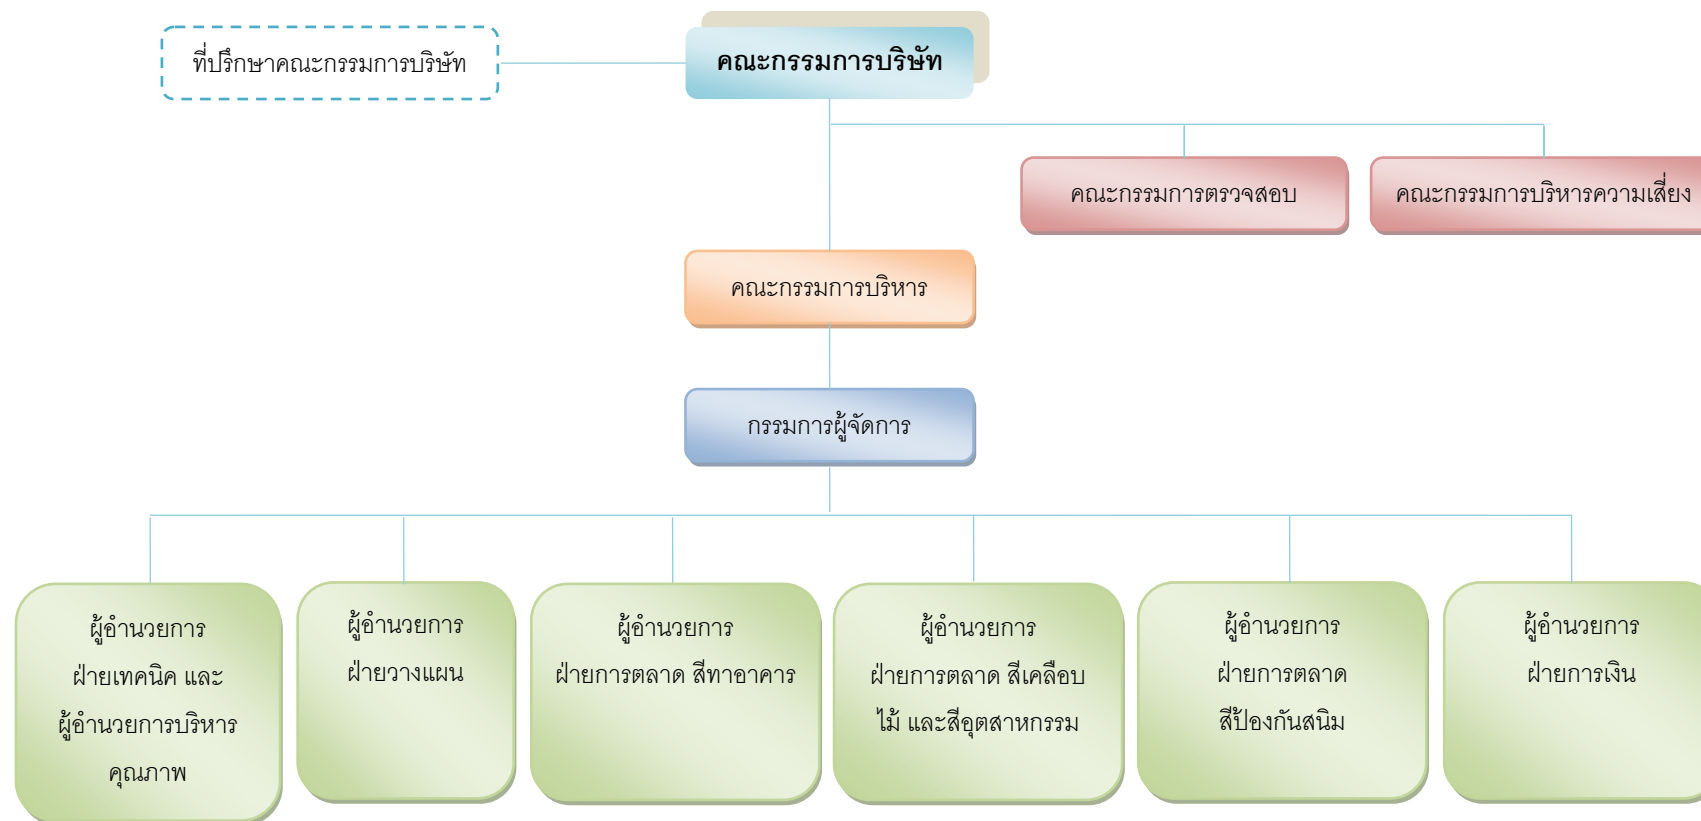 ที่ปรึกษาคณะกรรมการบริษัท
คณะกรรมการบริษัท
คณะกรรมการตรวจสอบ
คณะกรรมการบริหารความเสี่ยง
คณะกรรมการบริหาร
กรรมการผู้จัดการ
ผู้อำนวยการ
ฝ่ายเทคนิค และ
ผู้อำนวยการบริหาร
คุณภาพ
ผู้อำนวยการ
ฝ่ายวางแผน
ผู้อำนวยการ
ฝ่ายการตลาด สีทาอาคาร
ผู้อำนวยการ
ฝ่ายการตลาด สีเคลือบ
ไม้ และสีอุตสาหกรรม
ผู้อำนวยการ
ฝ่ายการตลาด
สีป้องกันสนิม
ผู้อำนวยการ
ฝ่ายการเงิน